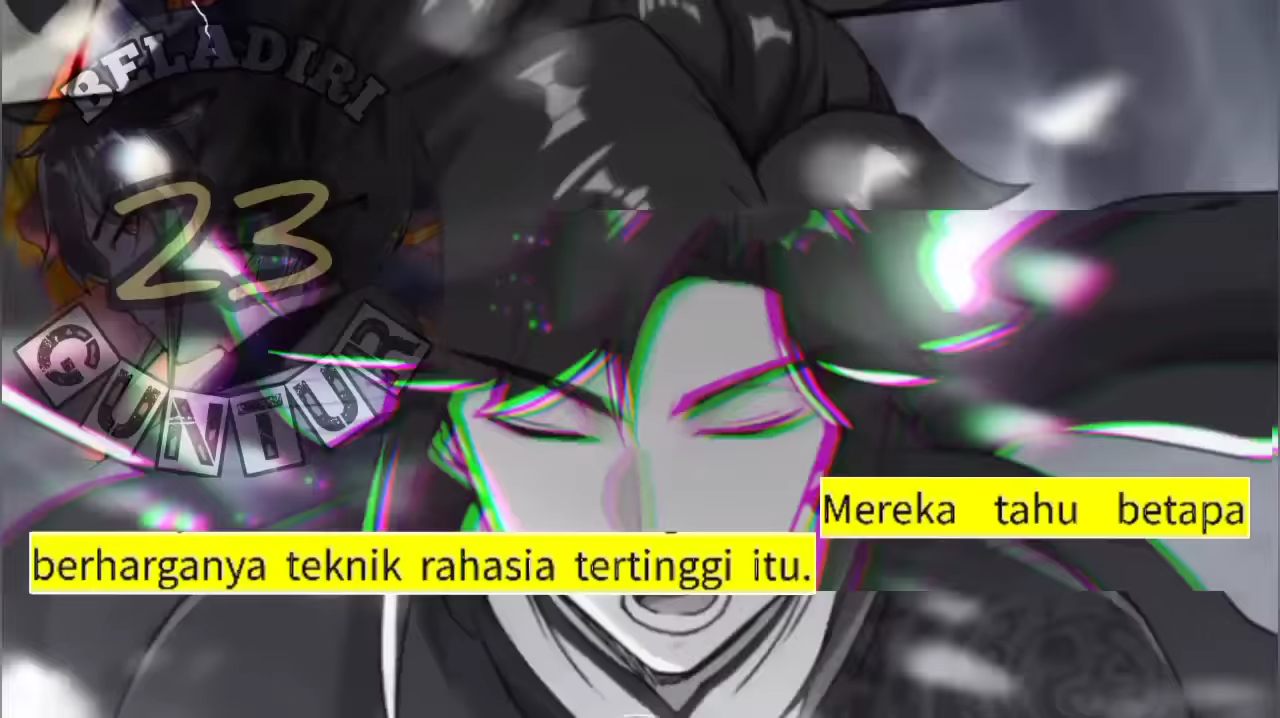 BELADIRI
23
GUNTUR
Mereka tahu betapa
berharganya teknik rahasia tertinggi itu.